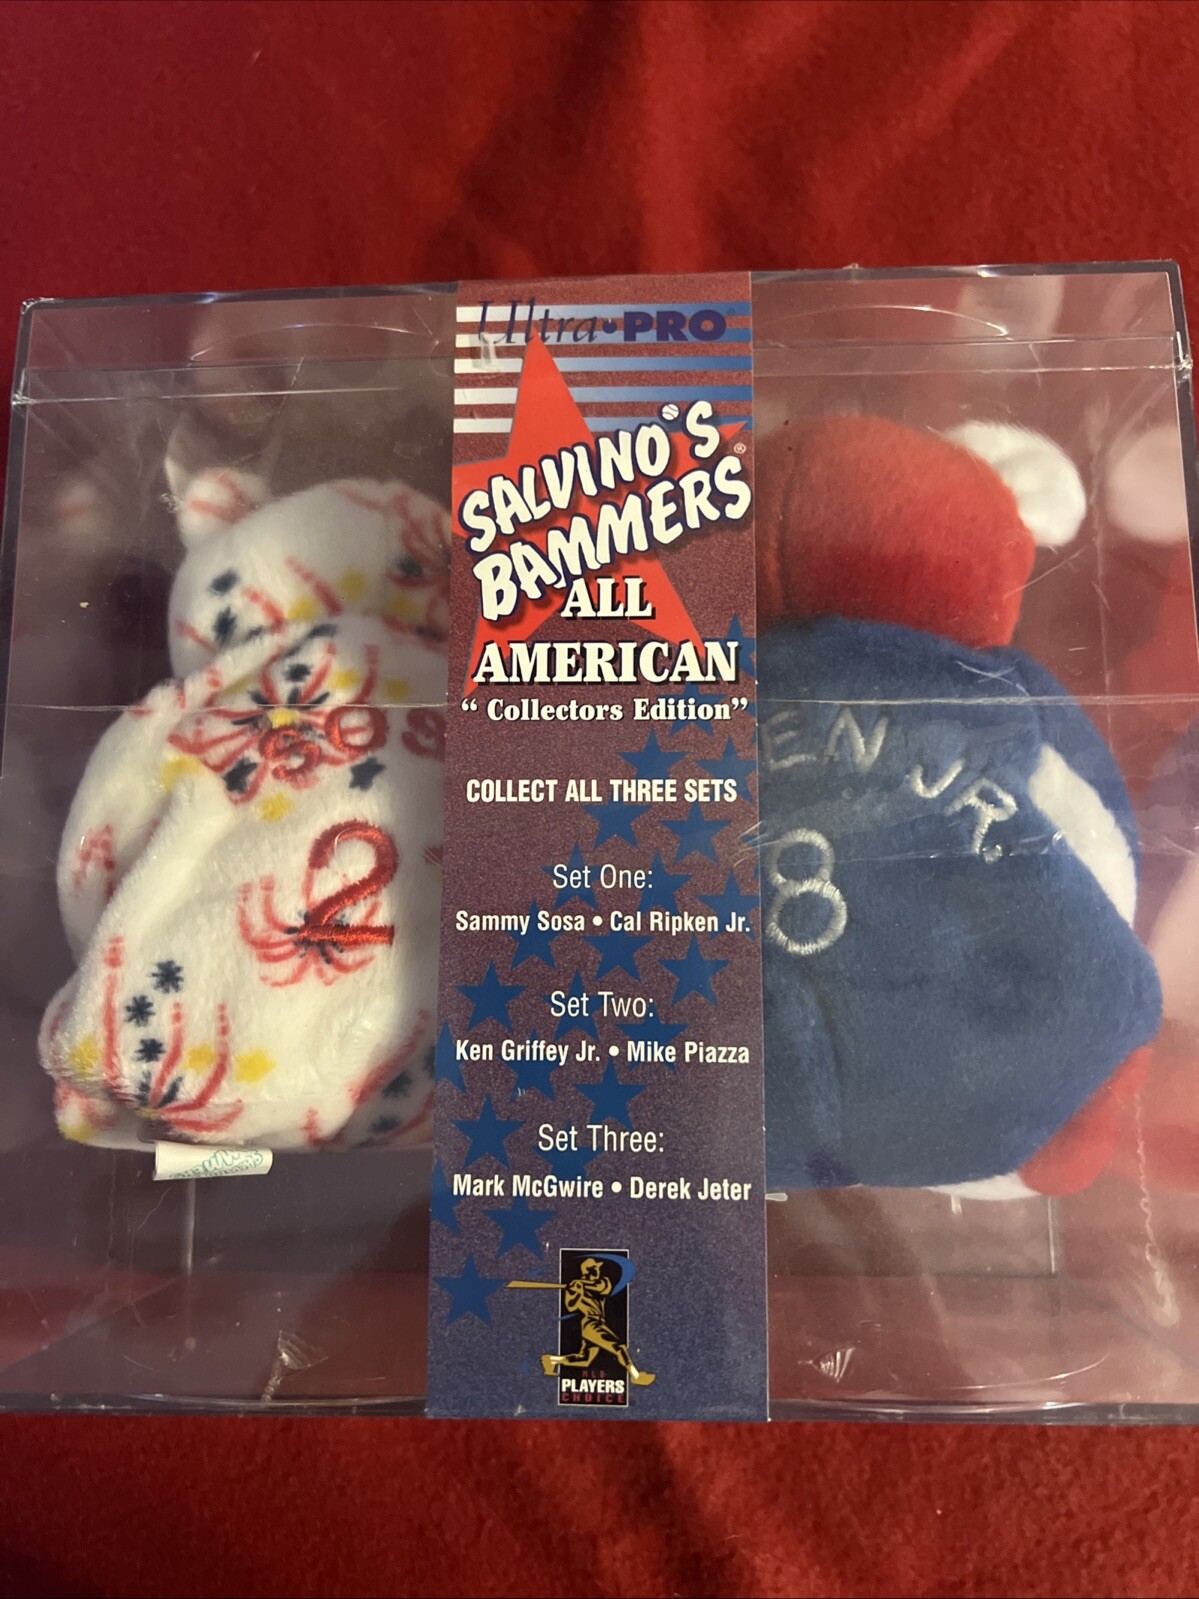 Ultra•PRO
SALVINO'S
BAMMERS®
ALL
AMERICAN
“ Collectors Edition”
COLLECT ALL THREE SETS
Set One:
Sammy Sosa • Cal Ripken Jr.
Set Two:
Ken Griffey Jr. • Mike Piazza
Set Three:
Mark McGwire • Derek Jeter
MLB
PLAYERS
CHOICE
SOS
2
EN JR.
8